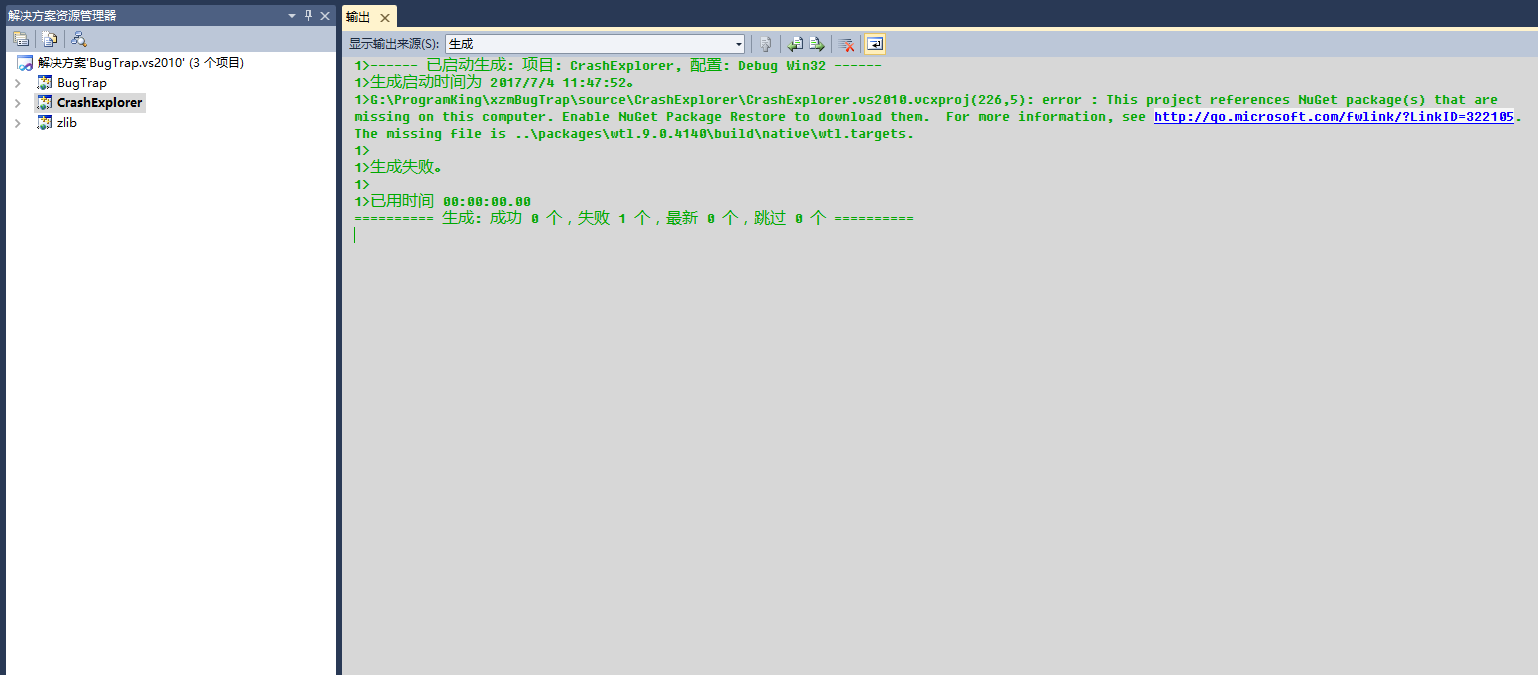 解决方案资源管理器
解决方案'BugTrap.vs2010' (3 个项目)
BugTrap
CrashExplorer
zlib
输出
显示输出来源(S): 生成
1>------ 已启动生成: 项目: CrashExplorer, 配置: Debug Win32 ------
1>生成启动时间为 2017/7/4 11:47:52。
1>G:\ProgramKing\xzmBugTrap\source\CrashExplorer\CrashExplorer.vs2010.vcxproj(226,5): error : This project references NuGet package(s) that are
missing on this computer. Enable NuGet Package Restore to download them.  For more information, see http://go.microsoft.com/fwlink/?LinkID=322105.
The missing file is ..\packages\wtl.9.0.4140\build\native\wtl.targets.
1>
1>生成失败。
1>
1>已用时间 00:00:00.00
========== 生成: 成功 0 个，失败 1 个，最新 0 个，跳过 0 个 ==========